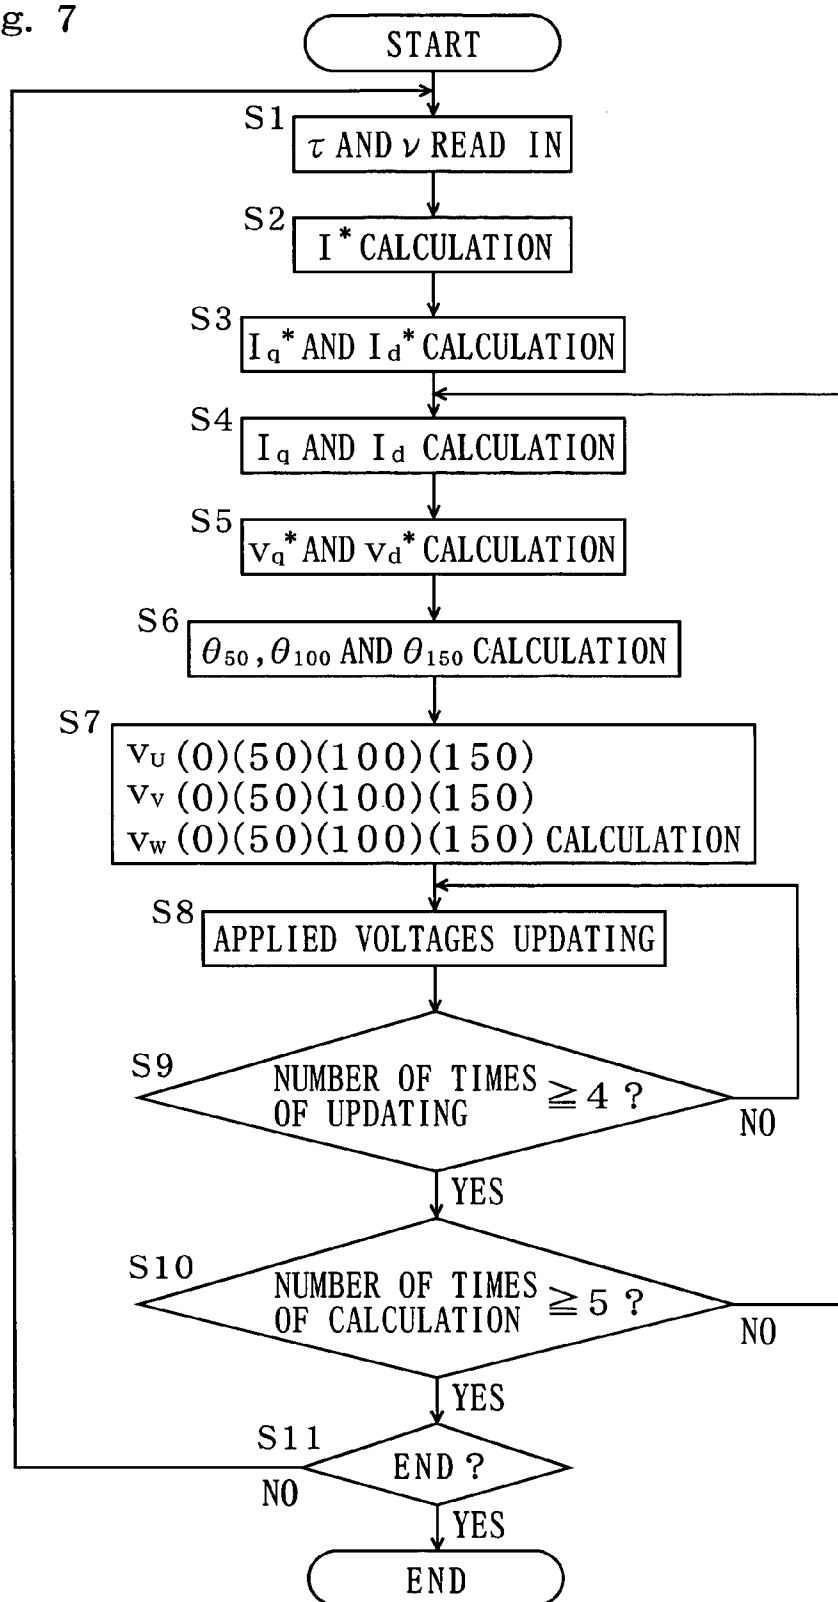 g. 7
START
S1
τ AND ν READ IN
S2
I* CALCULATION
S3
Iq* AND Id* CALCULATION
S4
Iq AND Id CALCULATION
S5
vq* AND vd* CALCULATION
S6
θ50, θ100 AND θ150 CALCULATION
S7
vU (0)(50)(100)(150)
vV (0)(50)(100)(150)
vW (0)(50)(100)(150) CALCULATION
S8
APPLIED VOLTAGES UPDATING
S9
NUMBER OF TIMES
OF UPDATING ≧4 ?
NO
YES
S10
NUMBER OF TIMES
OF CALCULATION ≧5 ?
NO
YES
S11
END ?
NO
YES
END